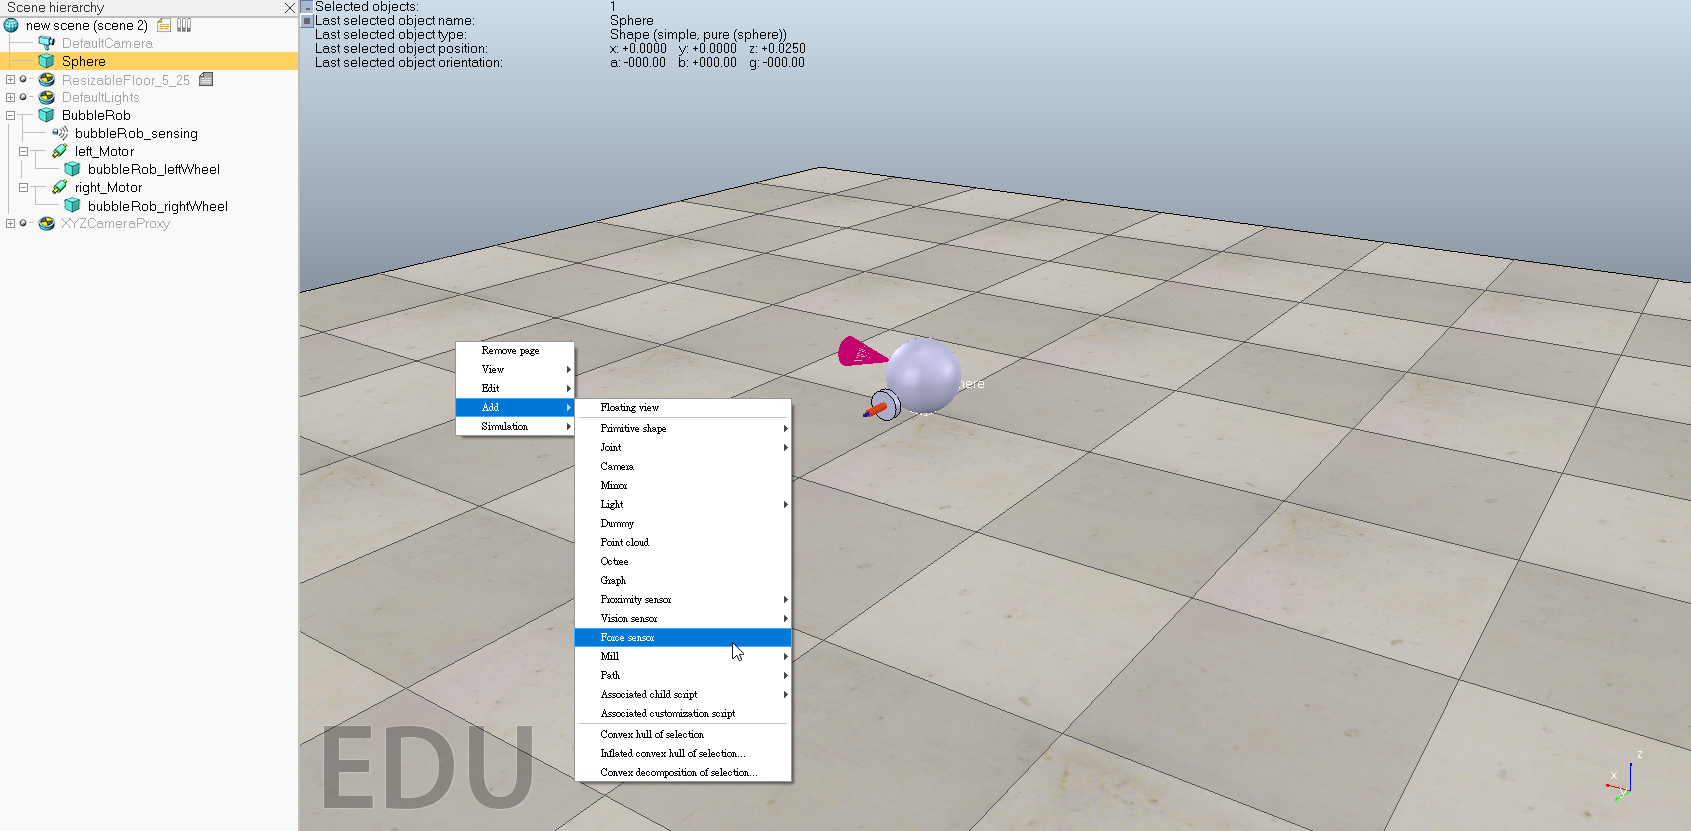 Scene hierarchy
new scene (scene 2)
DefaultCamera
Sphere
ResizableFloor_5_25
DefaultLights
BubbleRob
bubbleRob_sensing
left_Motor
bubbleRob_leftWheel
right_Motor
bubbleRob_rightWheel
XYZCameraProxy
Selected objects: 1
Last selected object name: Sphere
Last selected object type: Shape (simple, pure (sphere))
Last selected object position: x: +0.0000 y: +0.0000 z: +0.0250
Last selected object orientation: a: -000.00 b: +000.00 g: -000.00
Remove page
View
Edit
Add
Simulation
Floating view
Primitive shape
Joint
Camera
Mirror
Light
Dummy
Point cloud
Octree
Graph
Proximity sensor
Vision sensor
Force sensor
Mill
Path
Associated child script
Associated customization script
Convex hull of selection
Inflated convex hull of selection...
Convex decomposition of selection...
here
EDU
z
x
y